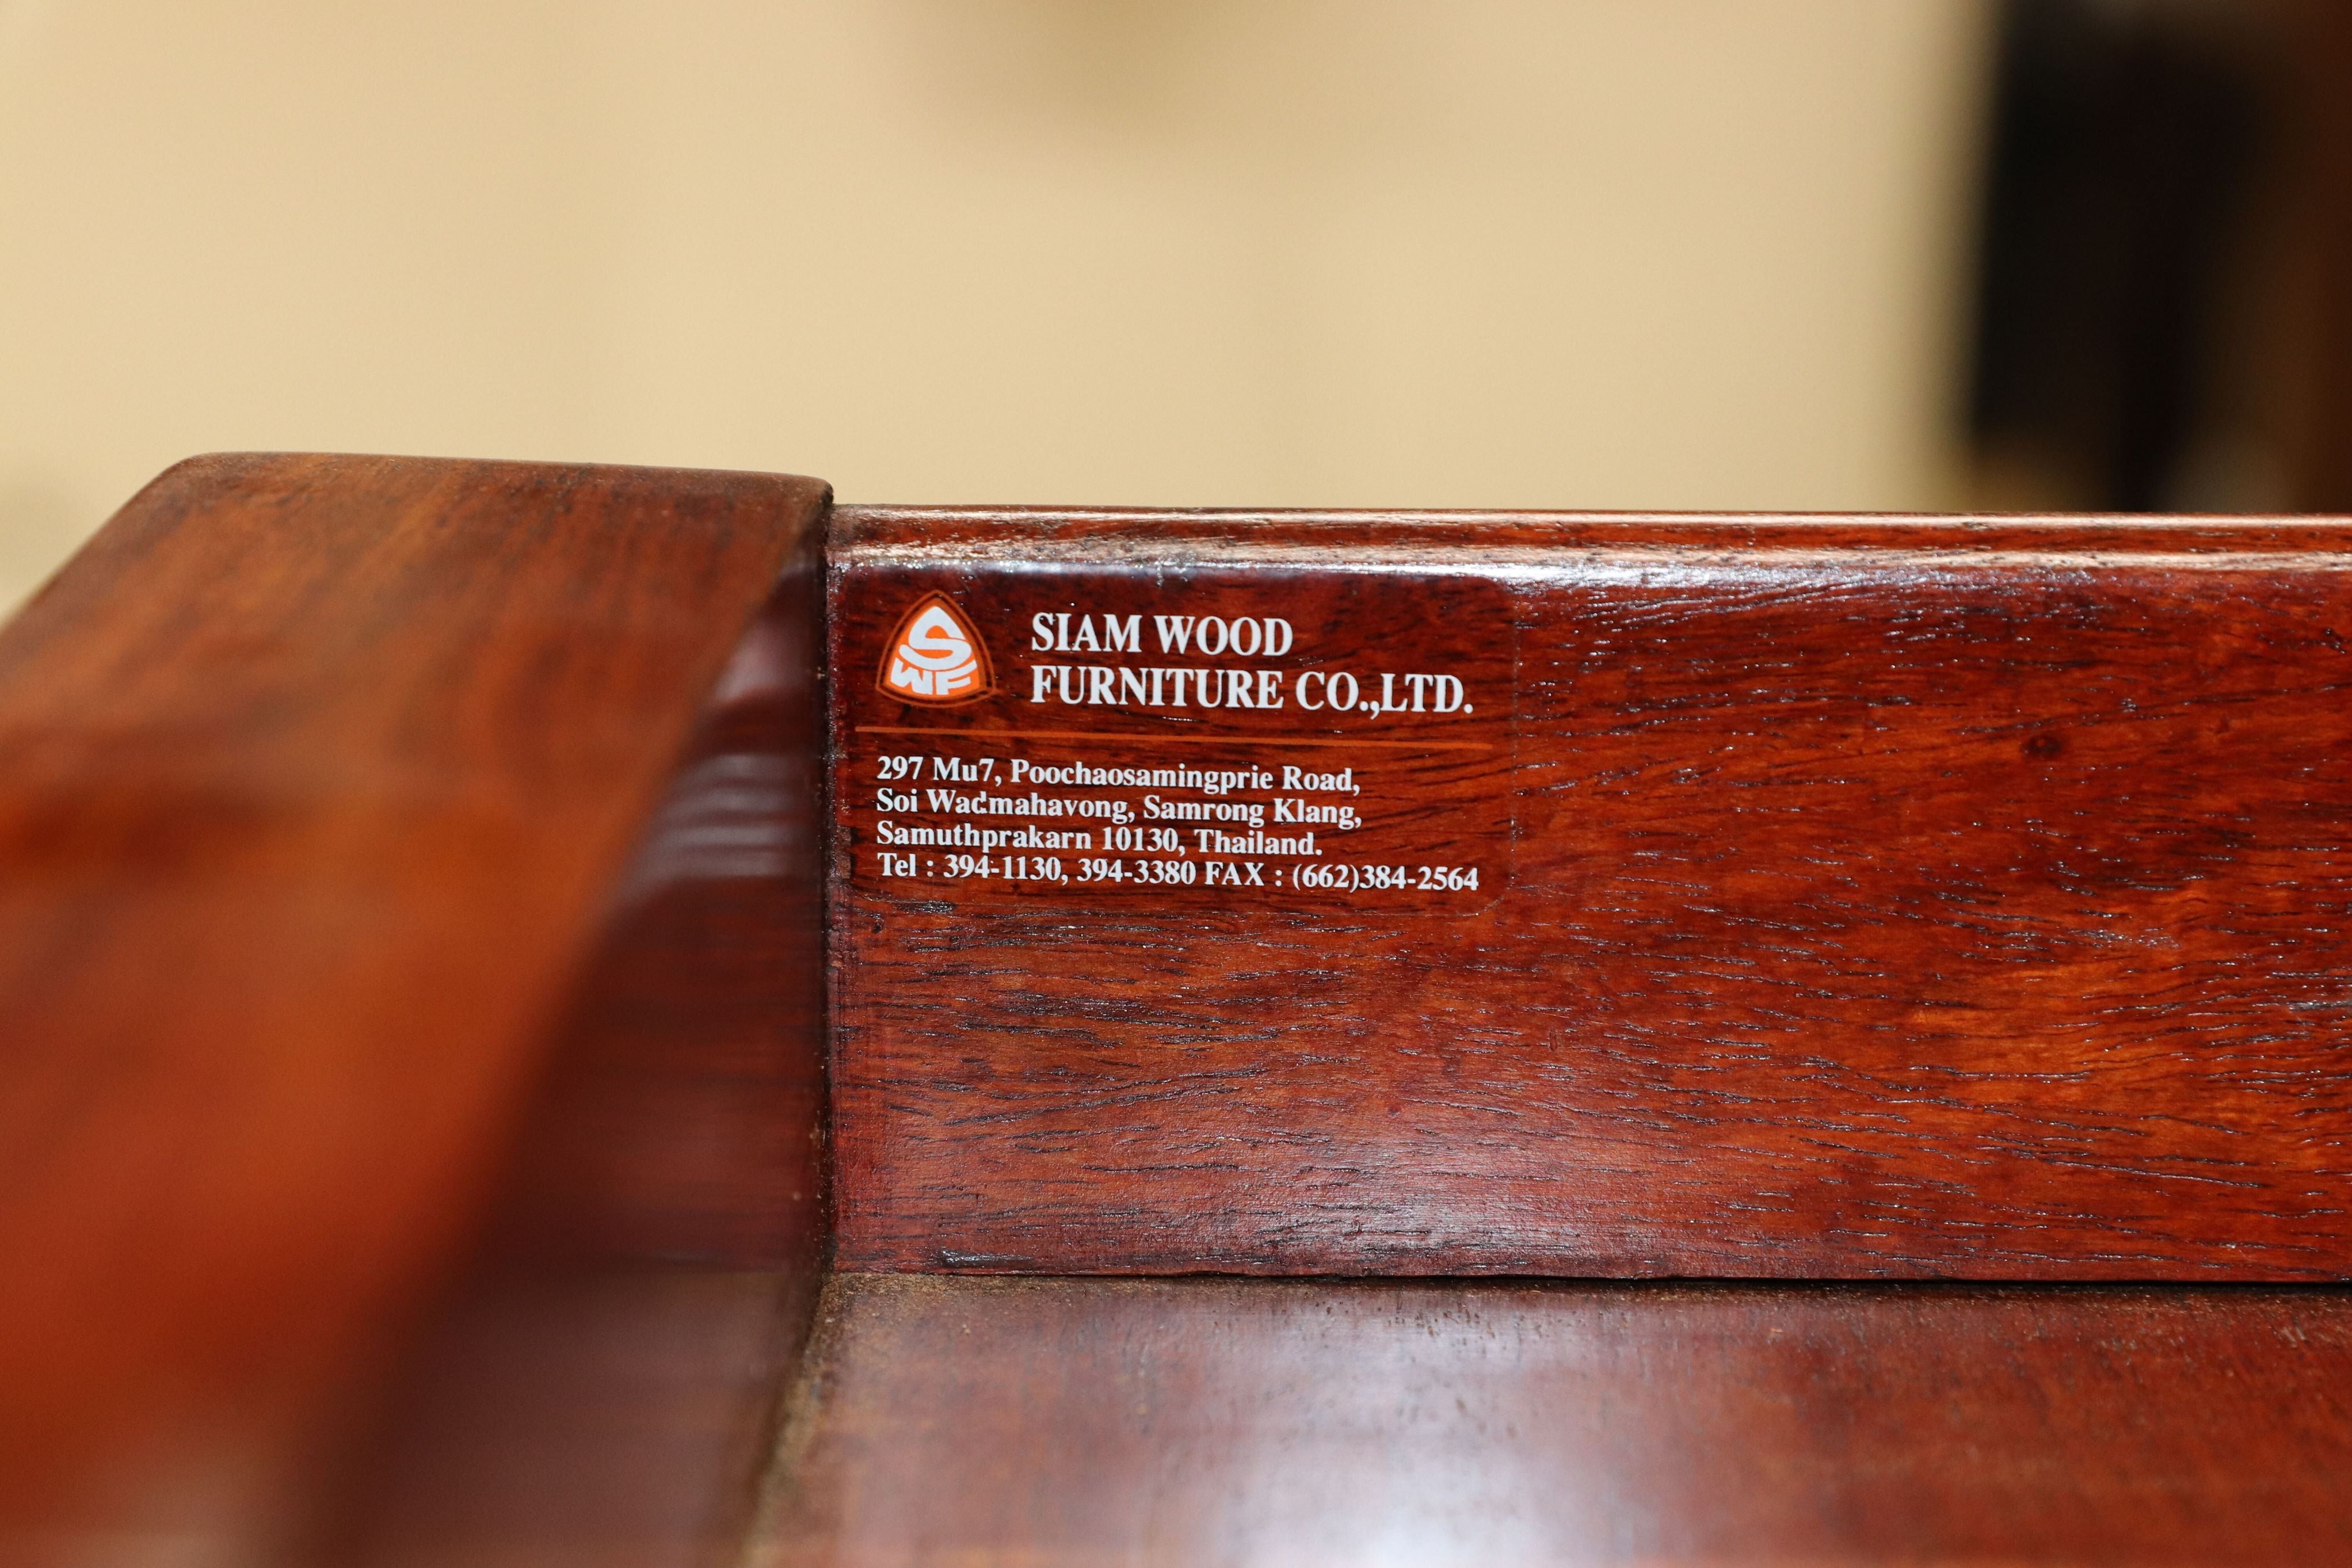 SWF
SIAM WOOD
FURNITURE CO.,LTD.
297 Mu7, Poochaosamingprie Road,
Soi Wadmahavong, Samrong Klang,
Samuthprakarn 10130, Thailand.
Tel : 394-1130, 394-3380 FAX : (662)384-2564